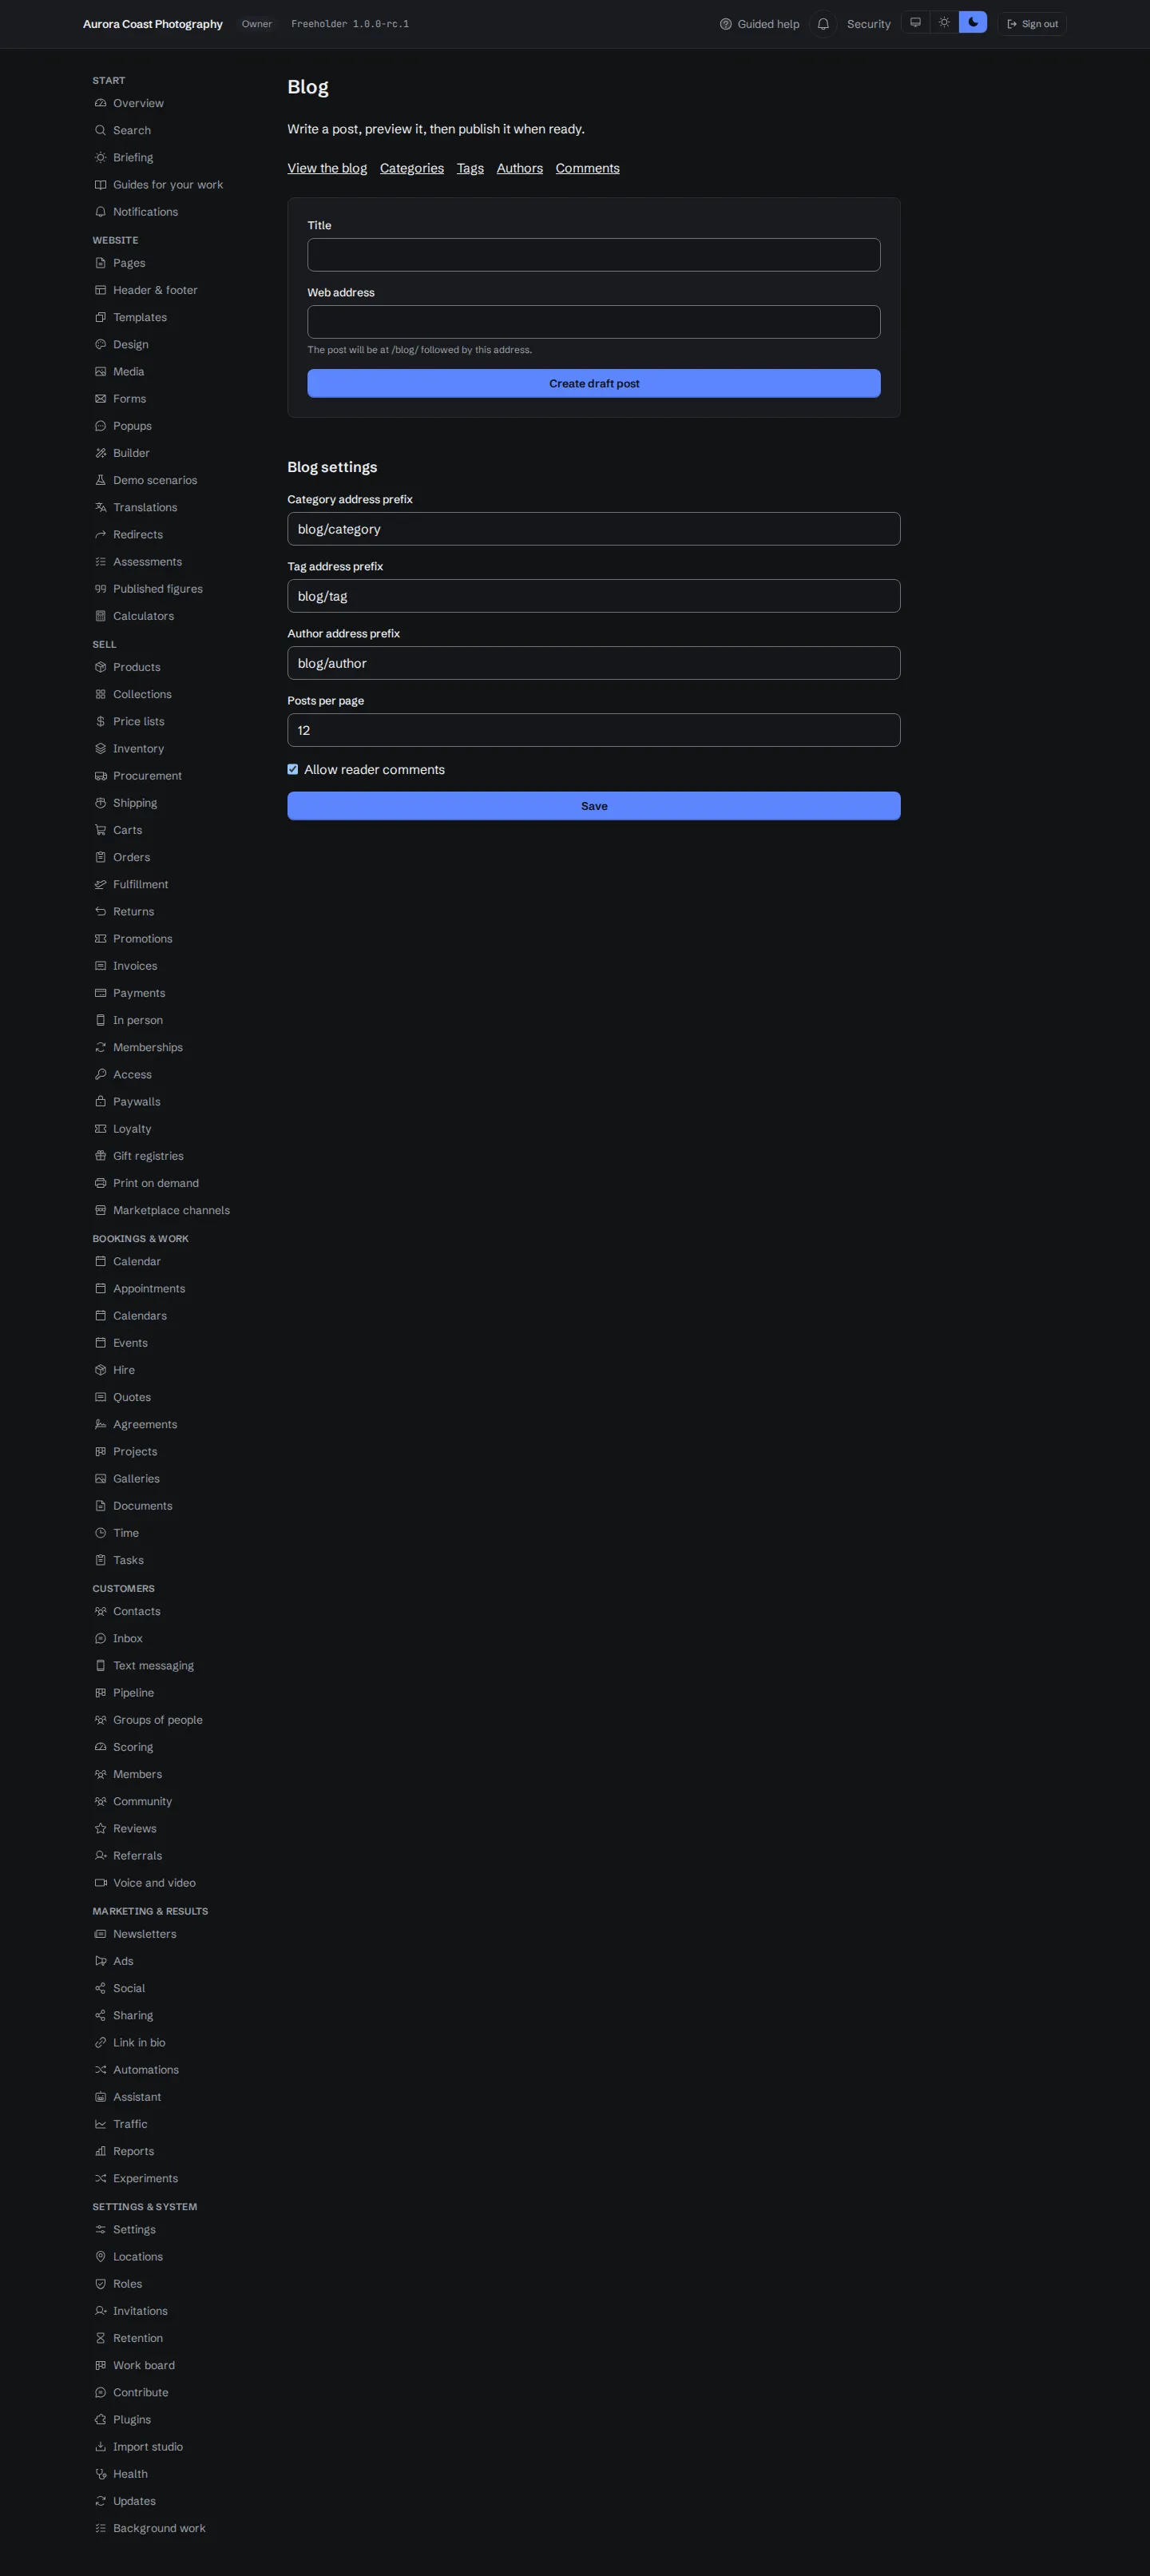 Aurora Coast Photography Owner Freeholder 1.0.0-rc.1 Guided help Security Sign out
START
Overview
Search
Briefing
Guides for your work
Notifications
WEBSITE
Pages
Header & footer
Templates
Design
Media
Forms
Popups
Builder
Demo scenarios
Translations
Redirects
Assessments
Published figures
Calculators
SELL
Products
Collections
Price lists
Inventory
Procurement
Shipping
Carts
Orders
Fulfillment
Returns
Promotions
Invoices
Payments
In person
Memberships
Access
Paywalls
Loyalty
Gift registries
Print on demand
Marketplace channels
BOOKINGS & WORK
Calendar
Appointments
Calendars
Events
Hire
Quotes
Agreements
Projects
Galleries
Documents
Time
Tasks
CUSTOMERS
Contacts
Inbox
Text messaging
Pipeline
Groups of people
Scoring
Members
Community
Reviews
Referrals
Voice and video
MARKETING & RESULTS
Newsletters
Ads
Social
Sharing
Link in bio
Automations
Assistant
Traffic
Reports
Experiments
SETTINGS & SYSTEM
Settings
Locations
Roles
Invitations
Retention
Work board
Contribute
Plugins
Import studio
Health
Updates
Background work
Blog
Write a post, preview it, then publish it when ready.
View the blog Categories Tags Authors Comments
Title
Web address
The post will be at /blog/ followed by this address.
Create draft post
Blog settings
Category address prefix
blog/category
Tag address prefix
blog/tag
Author address prefix
blog/author
Posts per page
12
Allow reader comments
Save